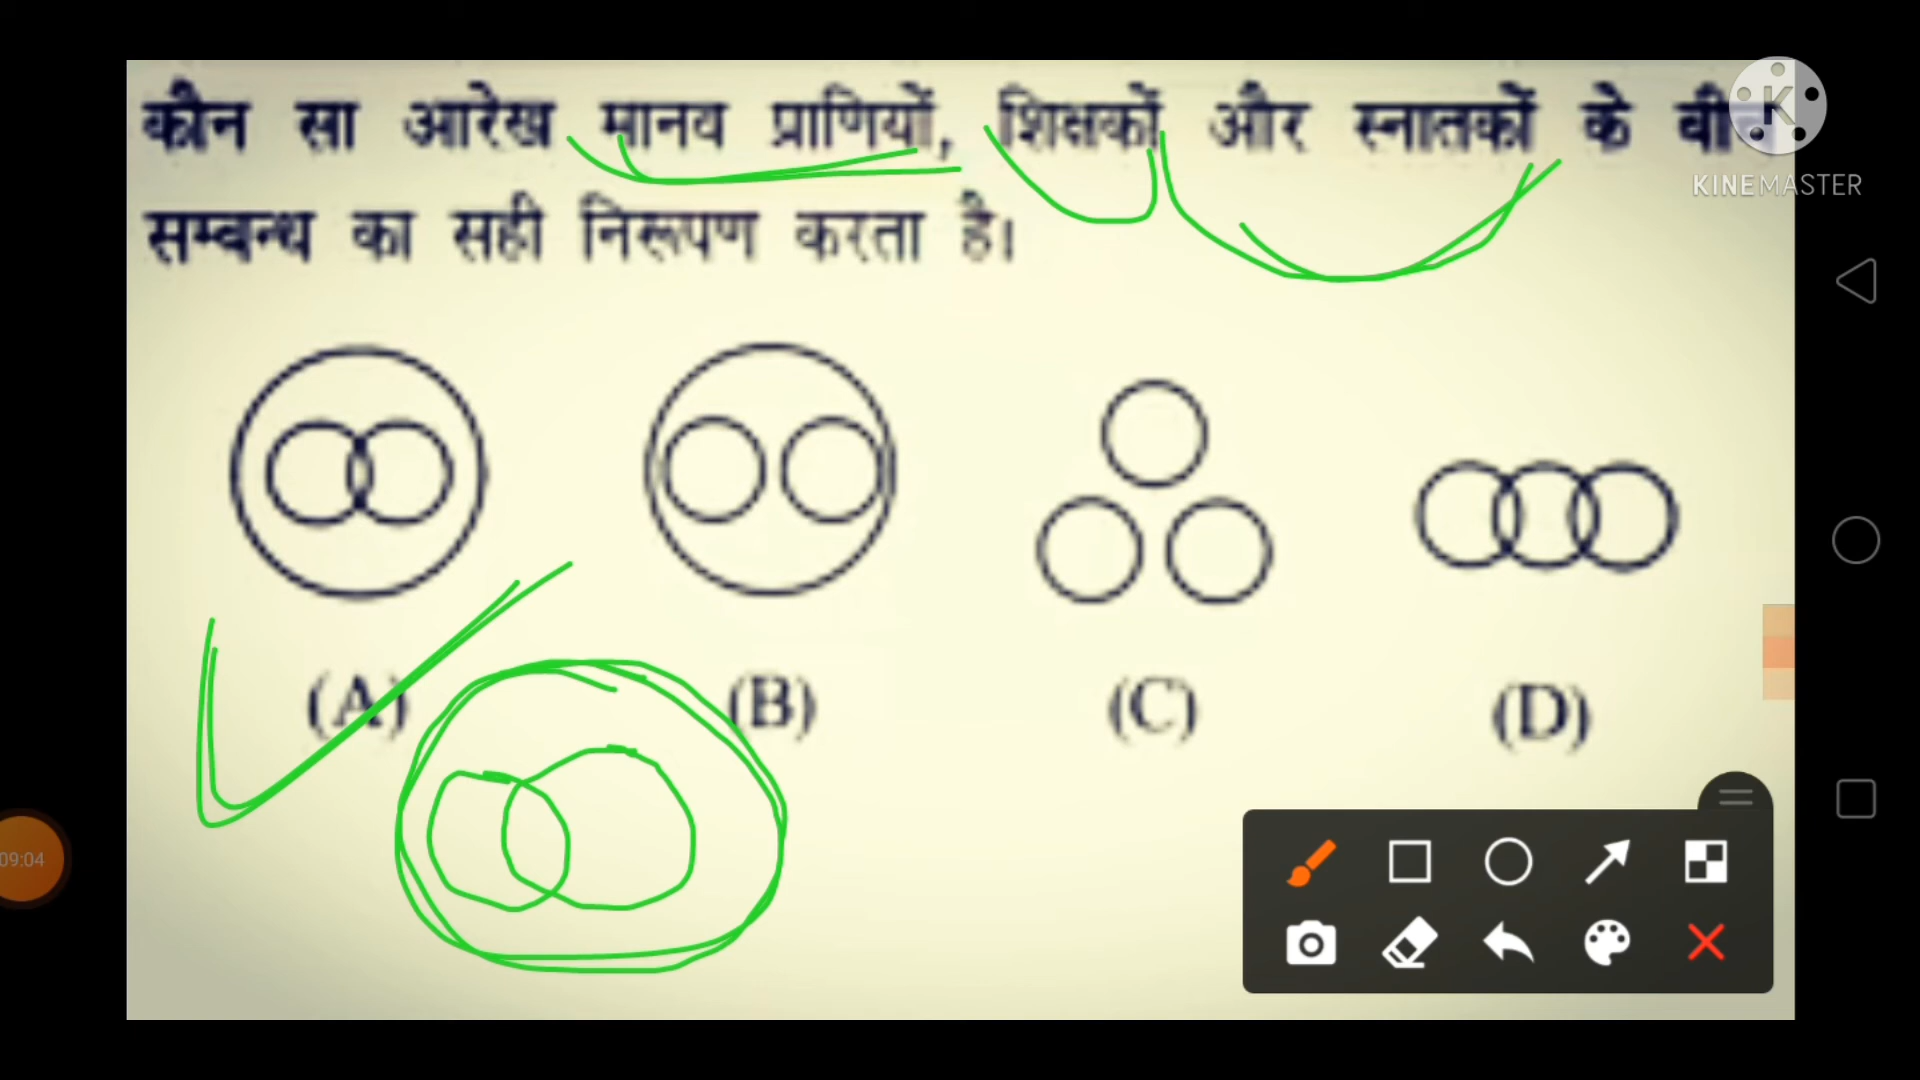 कौन सा आरेख मानव प्राणियों, शिक्षकों और स्नातकों के
सम्बन्ध का सही निरूपण करता है।
K
KINEMASTER
(A) (B) (C) (D)
09:04